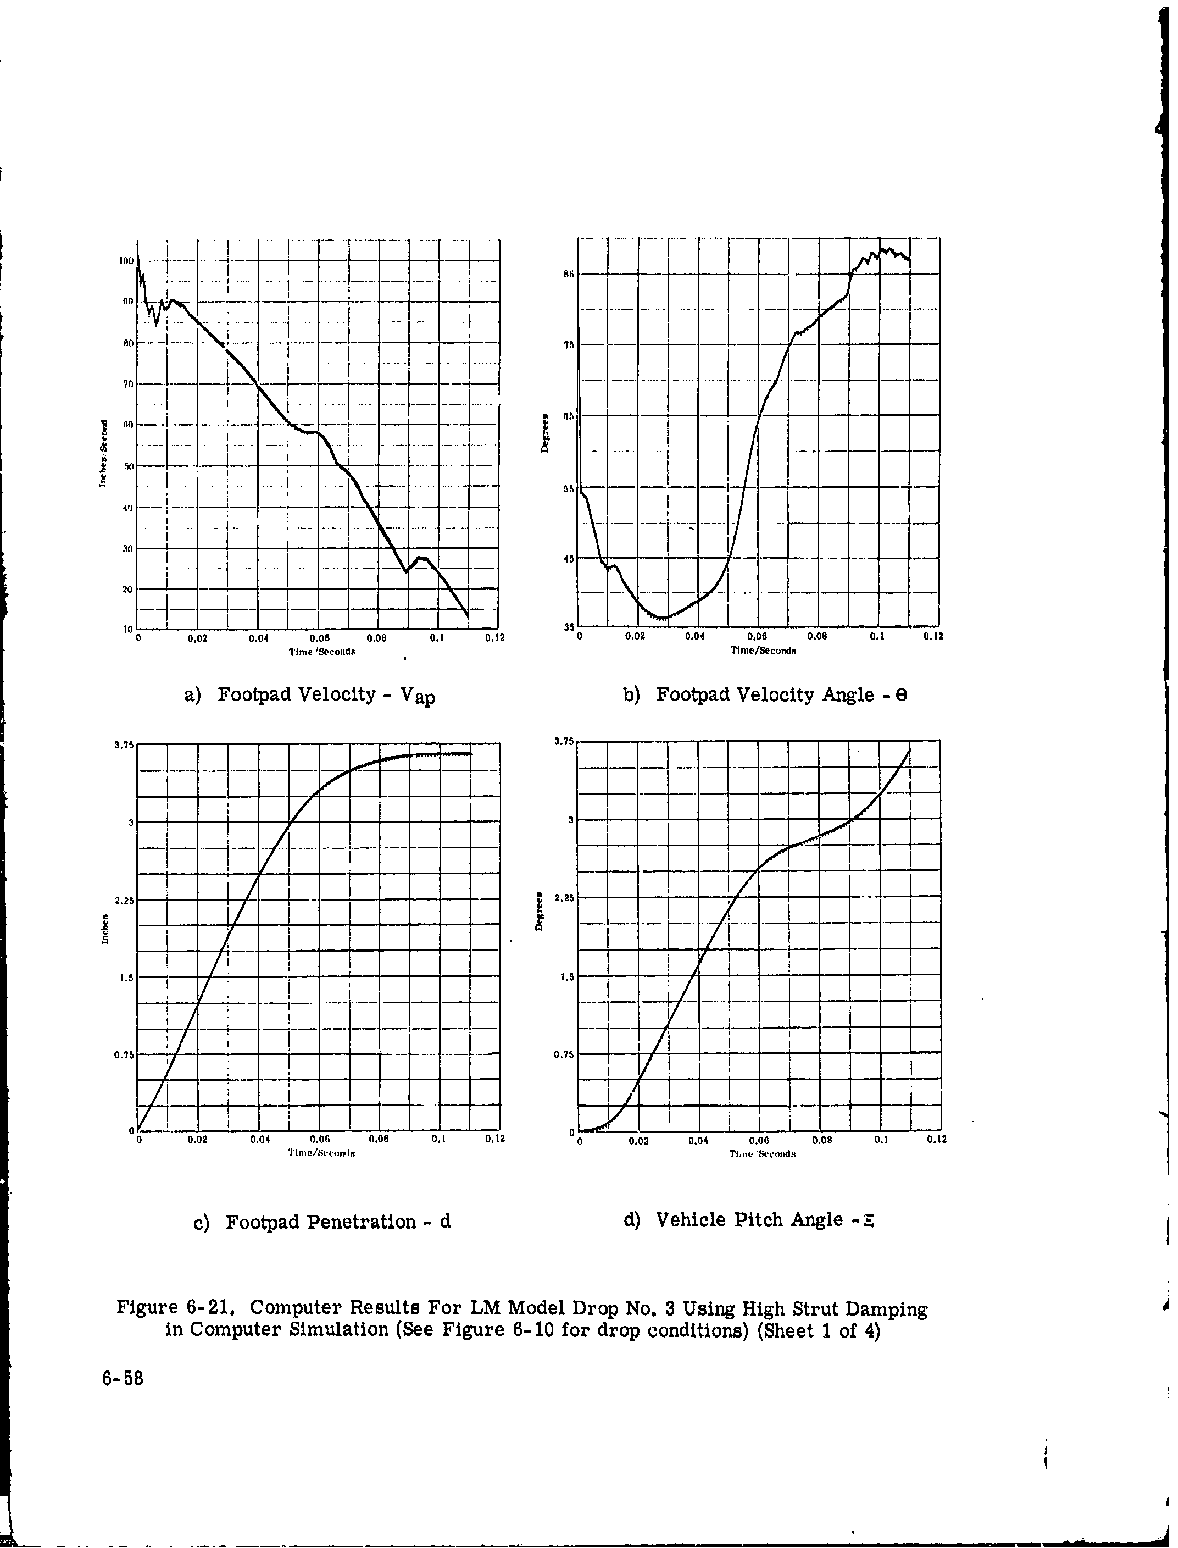 100
90
80
70
60
50
40
30
20
10
Inches/Second
0 0.02 0.04 0.06 0.08 0.1 0.12
Time/Seconds
a) Footpad Velocity - Vap
85
75
65
55
45
35
Degrees
0 0.02 0.04 0.06 0.08 0.1 0.12
Time/Seconds
b) Footpad Velocity Angle - θ
3.75
3
2.25
1.5
0.75
0
Inches
0 0.02 0.04 0.06 0.08 0.1 0.12
Time/Seconds
c) Footpad Penetration - d
3.75
3
2.25
1.5
0.75
0
Degrees
0 0.02 0.04 0.06 0.08 0.1 0.12
Time Seconds
d) Vehicle Pitch Angle - Ξ
Figure 6-21. Computer Results For LM Model Drop No. 3 Using High Strut Damping
in Computer Simulation (See Figure 6-10 for drop conditions) (Sheet 1 of 4)
6-58